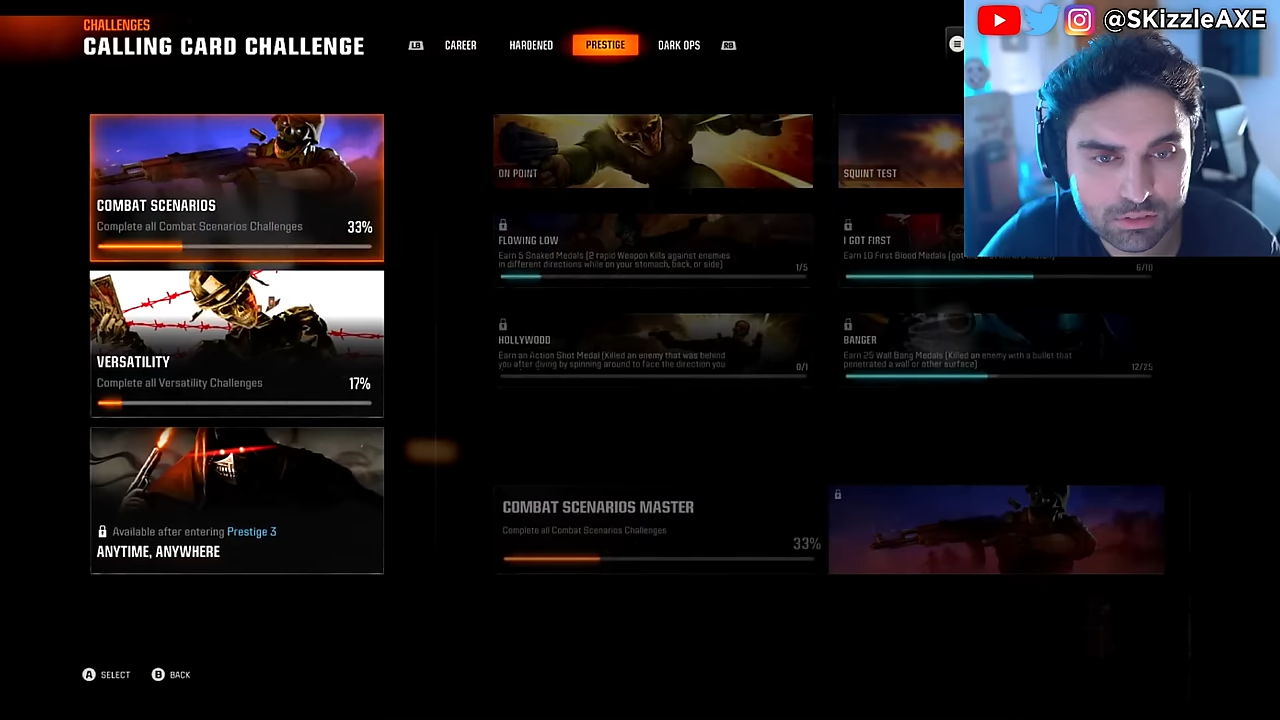 CHALLENGES
CALLING CARD CHALLENGE
LB CAREER HARDENED PRESTIGE DARK OPS RB
@SKizzleAXE
COMBAT SCENARIOS
Complete all Combat Scenarios Challenges 33%
VERSATILITY
Complete all Versatility Challenges 17%
Available after entering Prestige 3
ANYTIME, ANYWHERE
ON POINT
SQUINT TEST
FLOWING LOW
Earn 5 Snaked Medals (2 rapid Weapon Kills against enemies
in different directions while on your stomach, back, or side)
1/5
I GOT FIRST
Earn 10 First Blood Medals (got
6/10
HOLLYWOOD
Earn an Action Shot Medal (Killed an enemy that was behind
you after diving by spinning around to face the direction you
0/1
BANGER
Earn 25 Wall Bang Medals (Killed an enemy with a bullet that
penetrated a wall or other surface)
12/25
COMBAT SCENARIOS MASTER
Complete all Combat Scenarios Challenges
33%
A SELECT B BACK